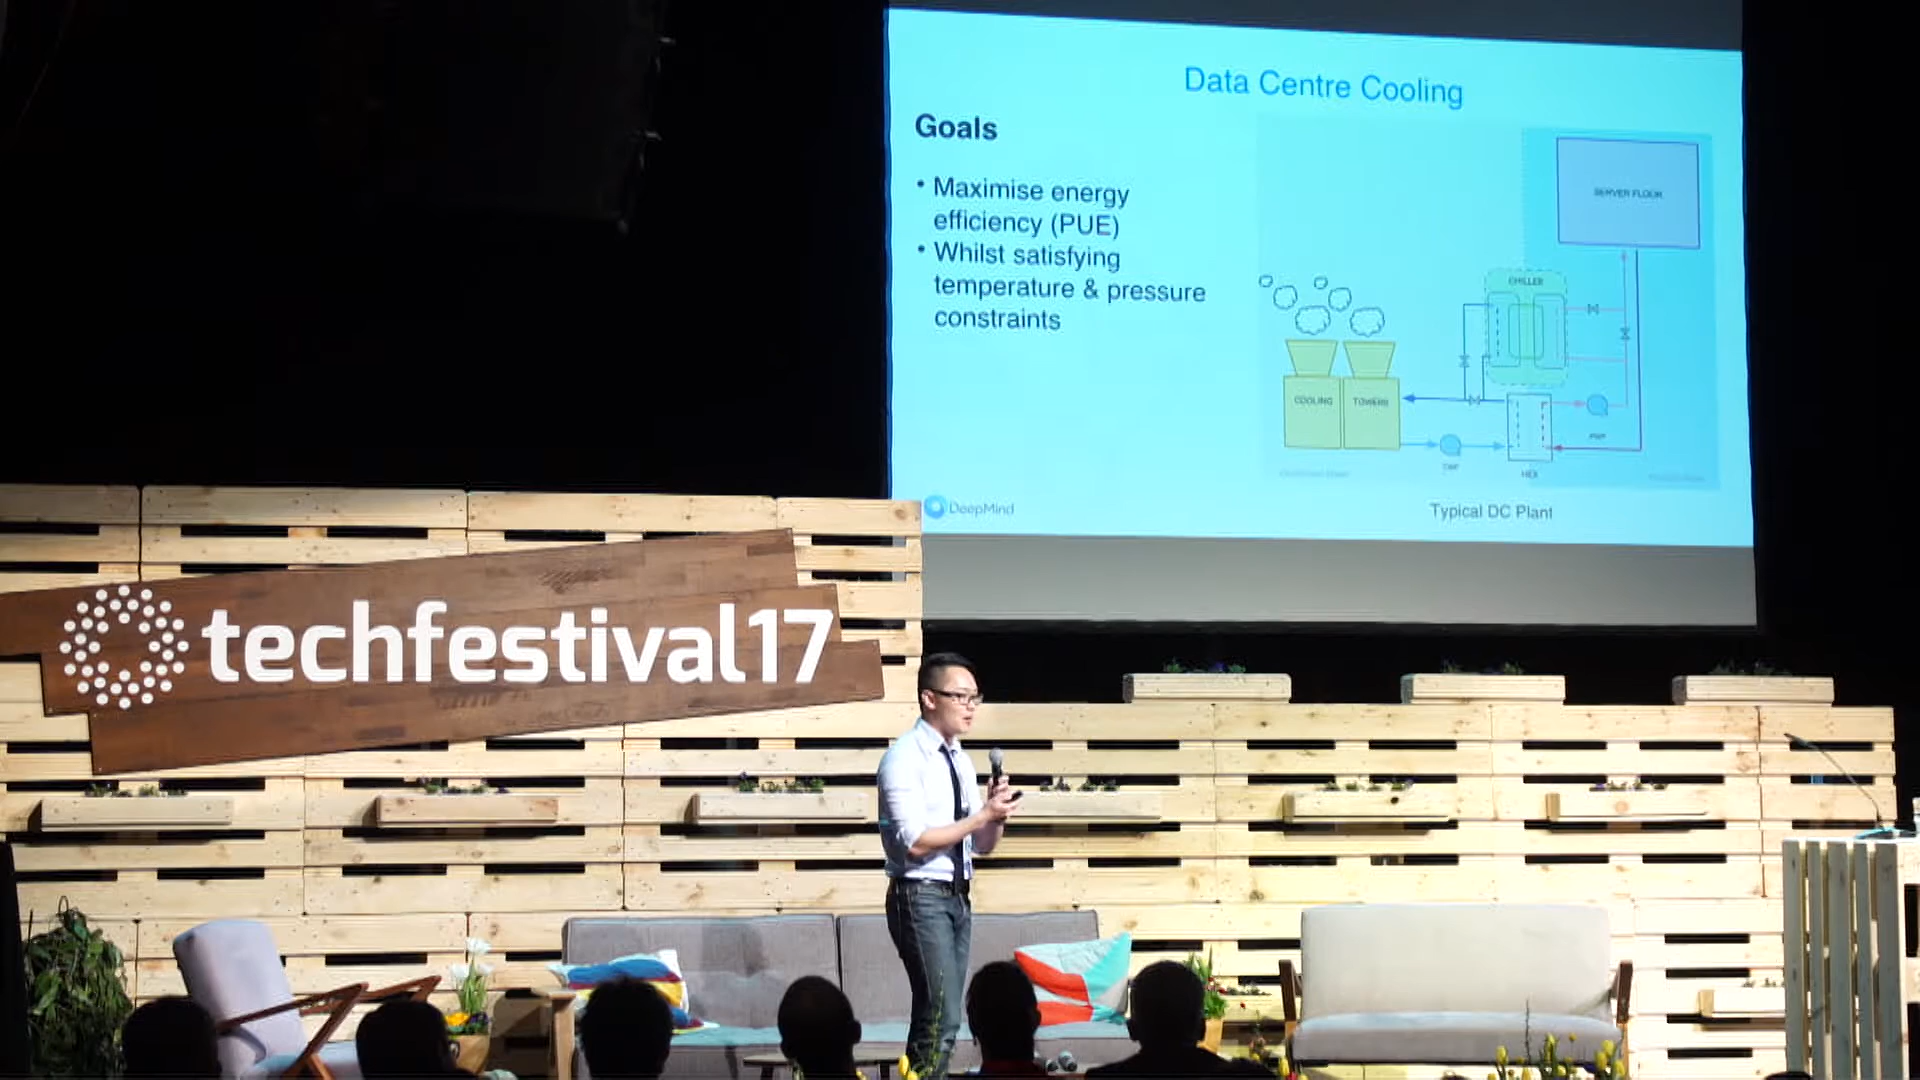 Data Centre Cooling
Goals
• Maximise energy
efficiency (PUE)
• Whilst satisfying
temperature & pressure
constraints
SERVER FLOOR
CHILLER
COOLING TOWERS
HEX
DeepMind
Typical DC Plant
techfestival17